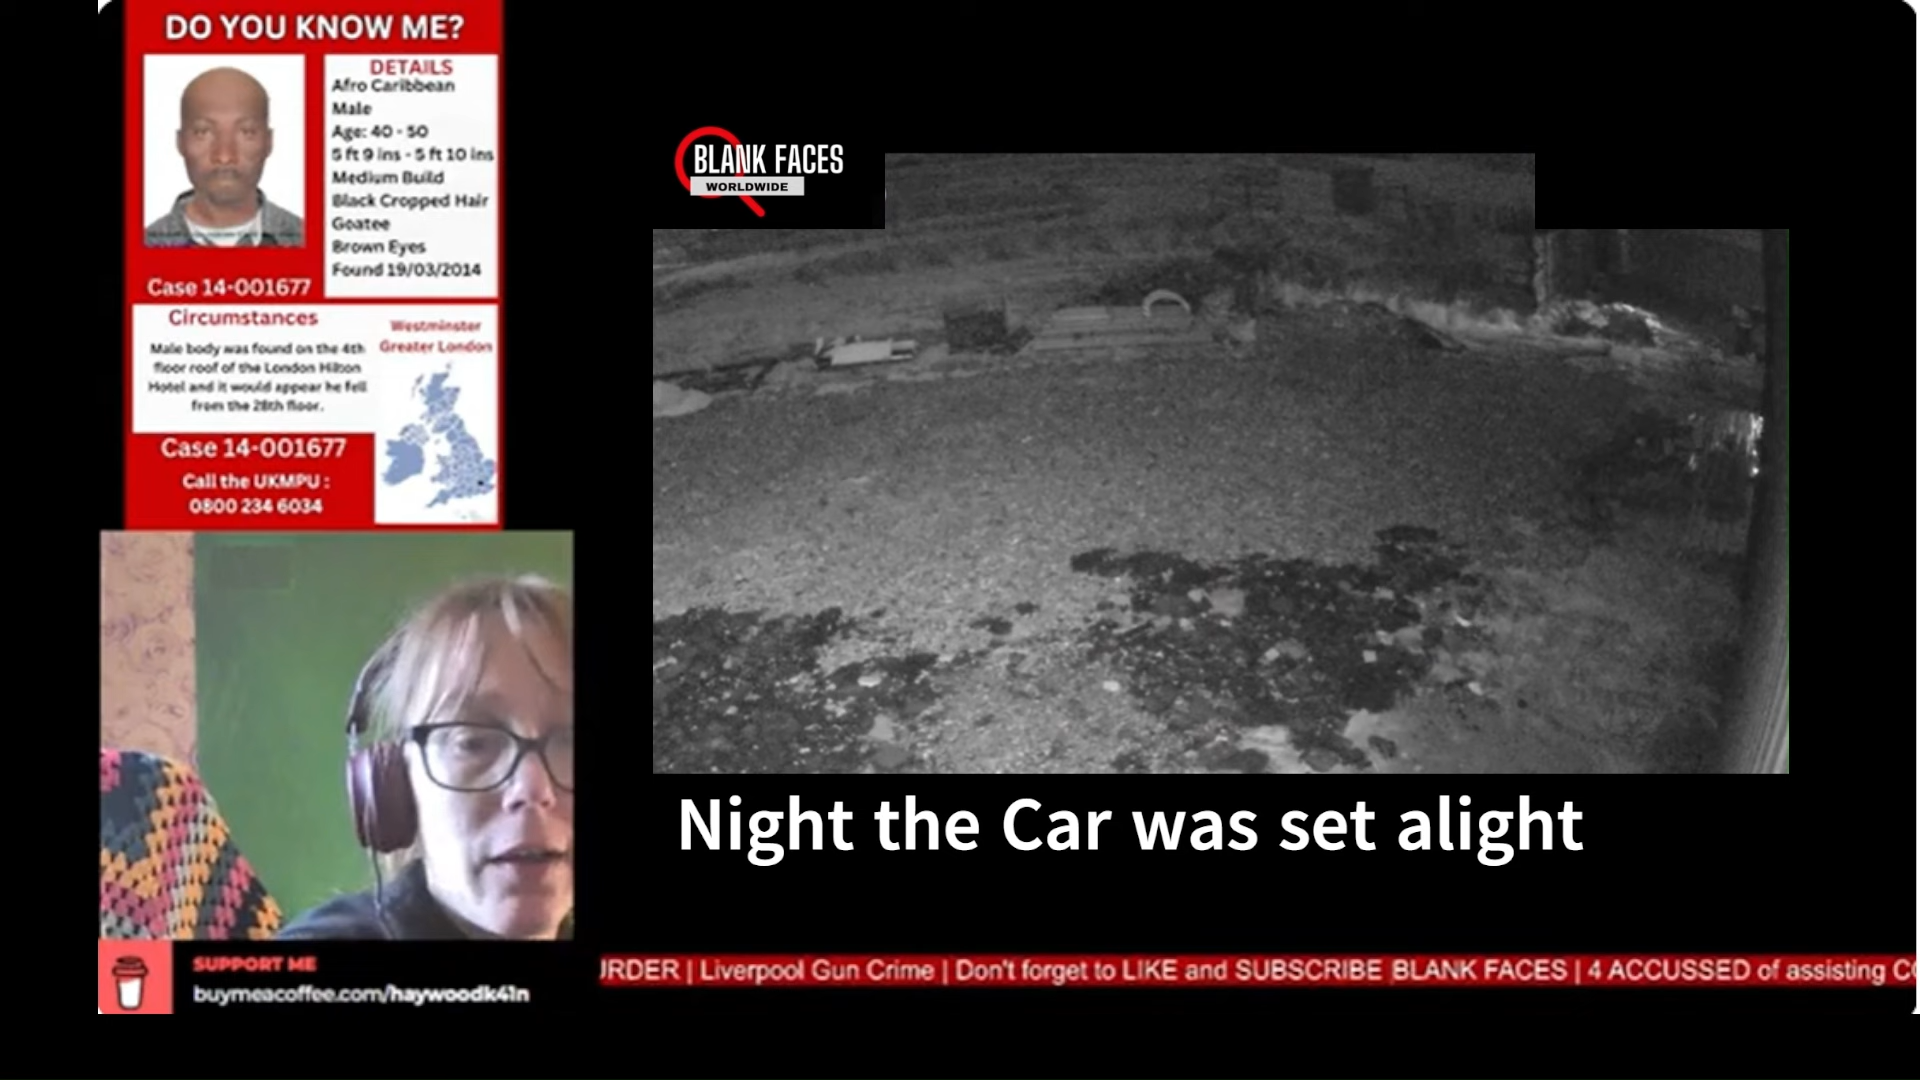 DO YOU KNOW ME?
DETAILS
Afro Caribbean
Male
Age: 40 - 50
5 ft 9 ins - 5 ft 10 ins
Medium Build
Black Cropped Hair
Goatee
Brown Eyes
Found 19/03/2014
Case 14-001677
Circumstances
Male body was found on the 4th
floor roof of the London Hilton
Hotel and it would appear he fell
from the 28th floor.
Westminster
Greater London
Case 14-001677
Call the UKMPU :
0800 234 6034
BLANK FACES
WORLDWIDE
Night the Car was set alight
SUPPORT ME
buymeacoffee.com/haywoodk41n
URDER | Liverpool Gun Crime | Don't forget to LIKE and SUBSCRIBE BLANK FACES | 4 ACCUSSED of assisting